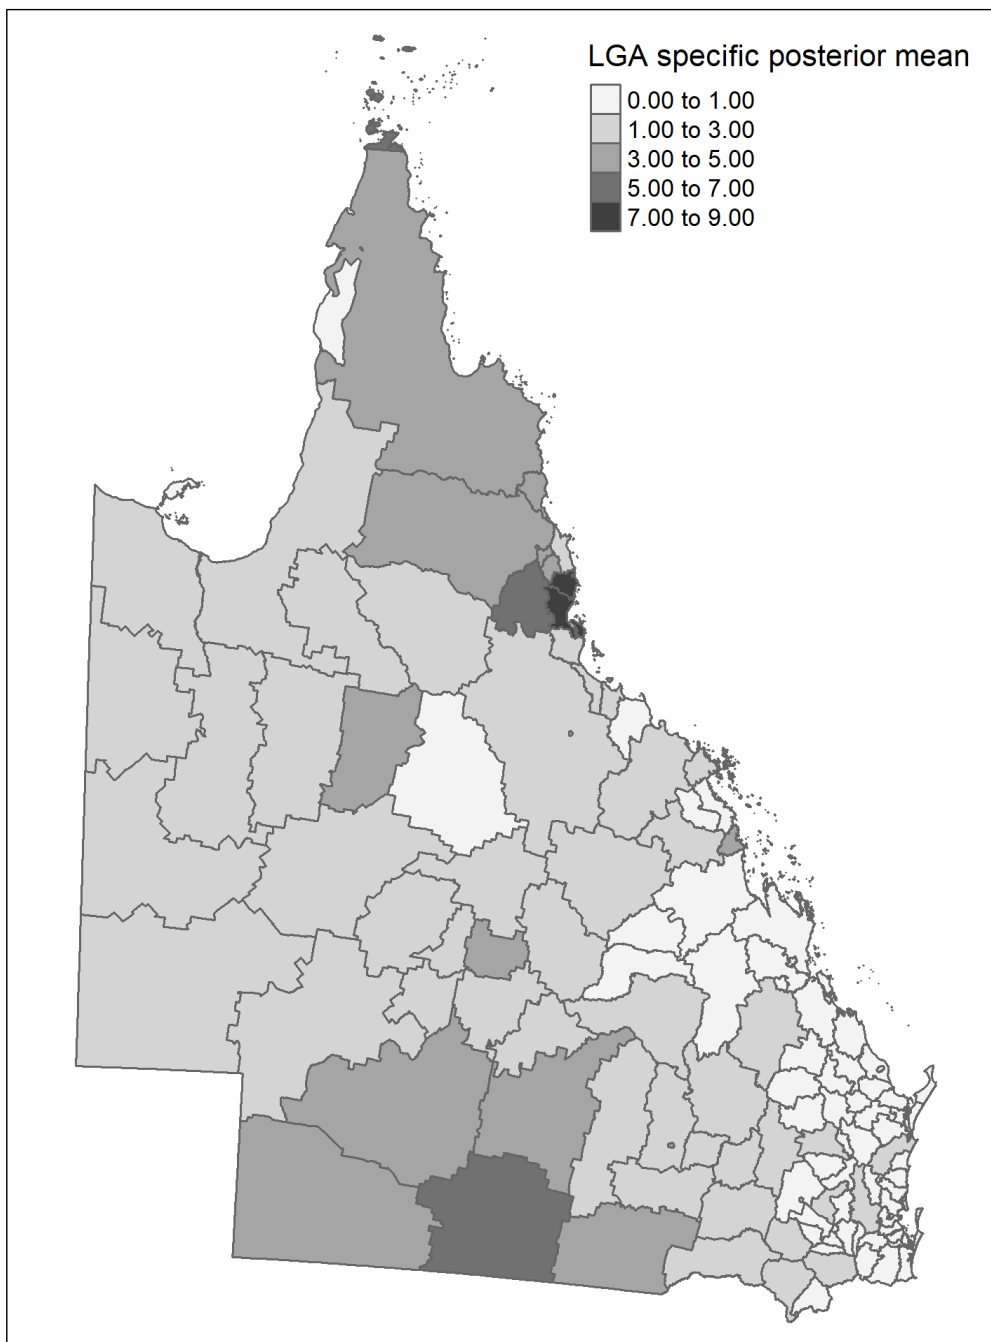 LGA specific posterior mean
0.00 to 1.00
1.00 to 3.00
3.00 to 5.00
5.00 to 7.00
7.00 to 9.00